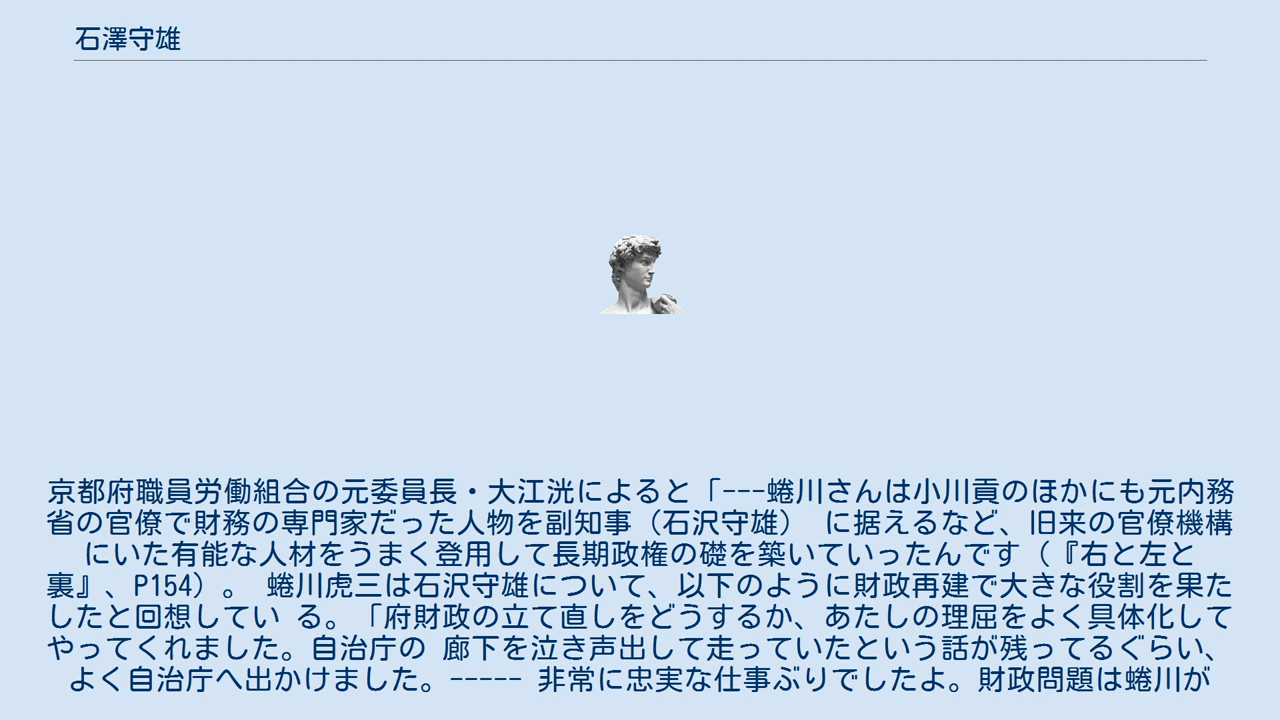 石澤守雄
京都府職員労働組合の元委員長・大江洸によると「---蜷川さんは小川貢のほかにも元内務
省の官僚で財務の専門家だった人物を副知事（石沢守雄） に据えるなど、旧来の官僚機構
にいた有能な人材をうまく登用して長期政権の礎を築いていったんです（『右と左と
裏』、P154）。 蜷川虎三は石沢守雄について、以下のように財政再建で大きな役割を果た
したと回想してい る。「府財政の立て直しをどうするか、あたしの理屈をよく具体化して
やってくれました。自治庁の 廊下を泣き声出して走っていたという話が残ってるぐらい、
よく自治庁へ出かけました。----- 非常に忠実な仕事ぶりでしたよ。財政問題は蜷川が